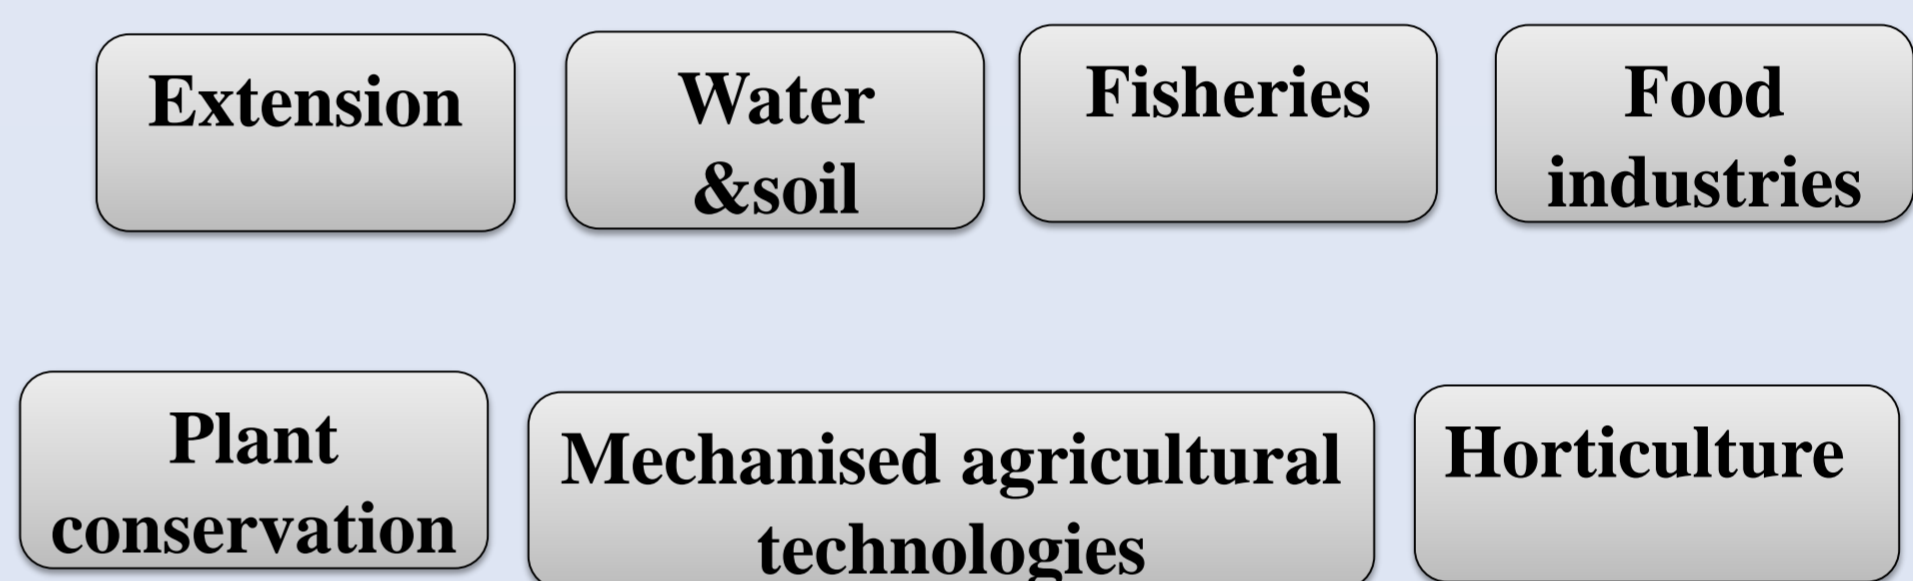 Extension
Water
&soil
Fisheries
Food
industries
Plant
conservation
Mechanised agricultural
technologies
Horticulture